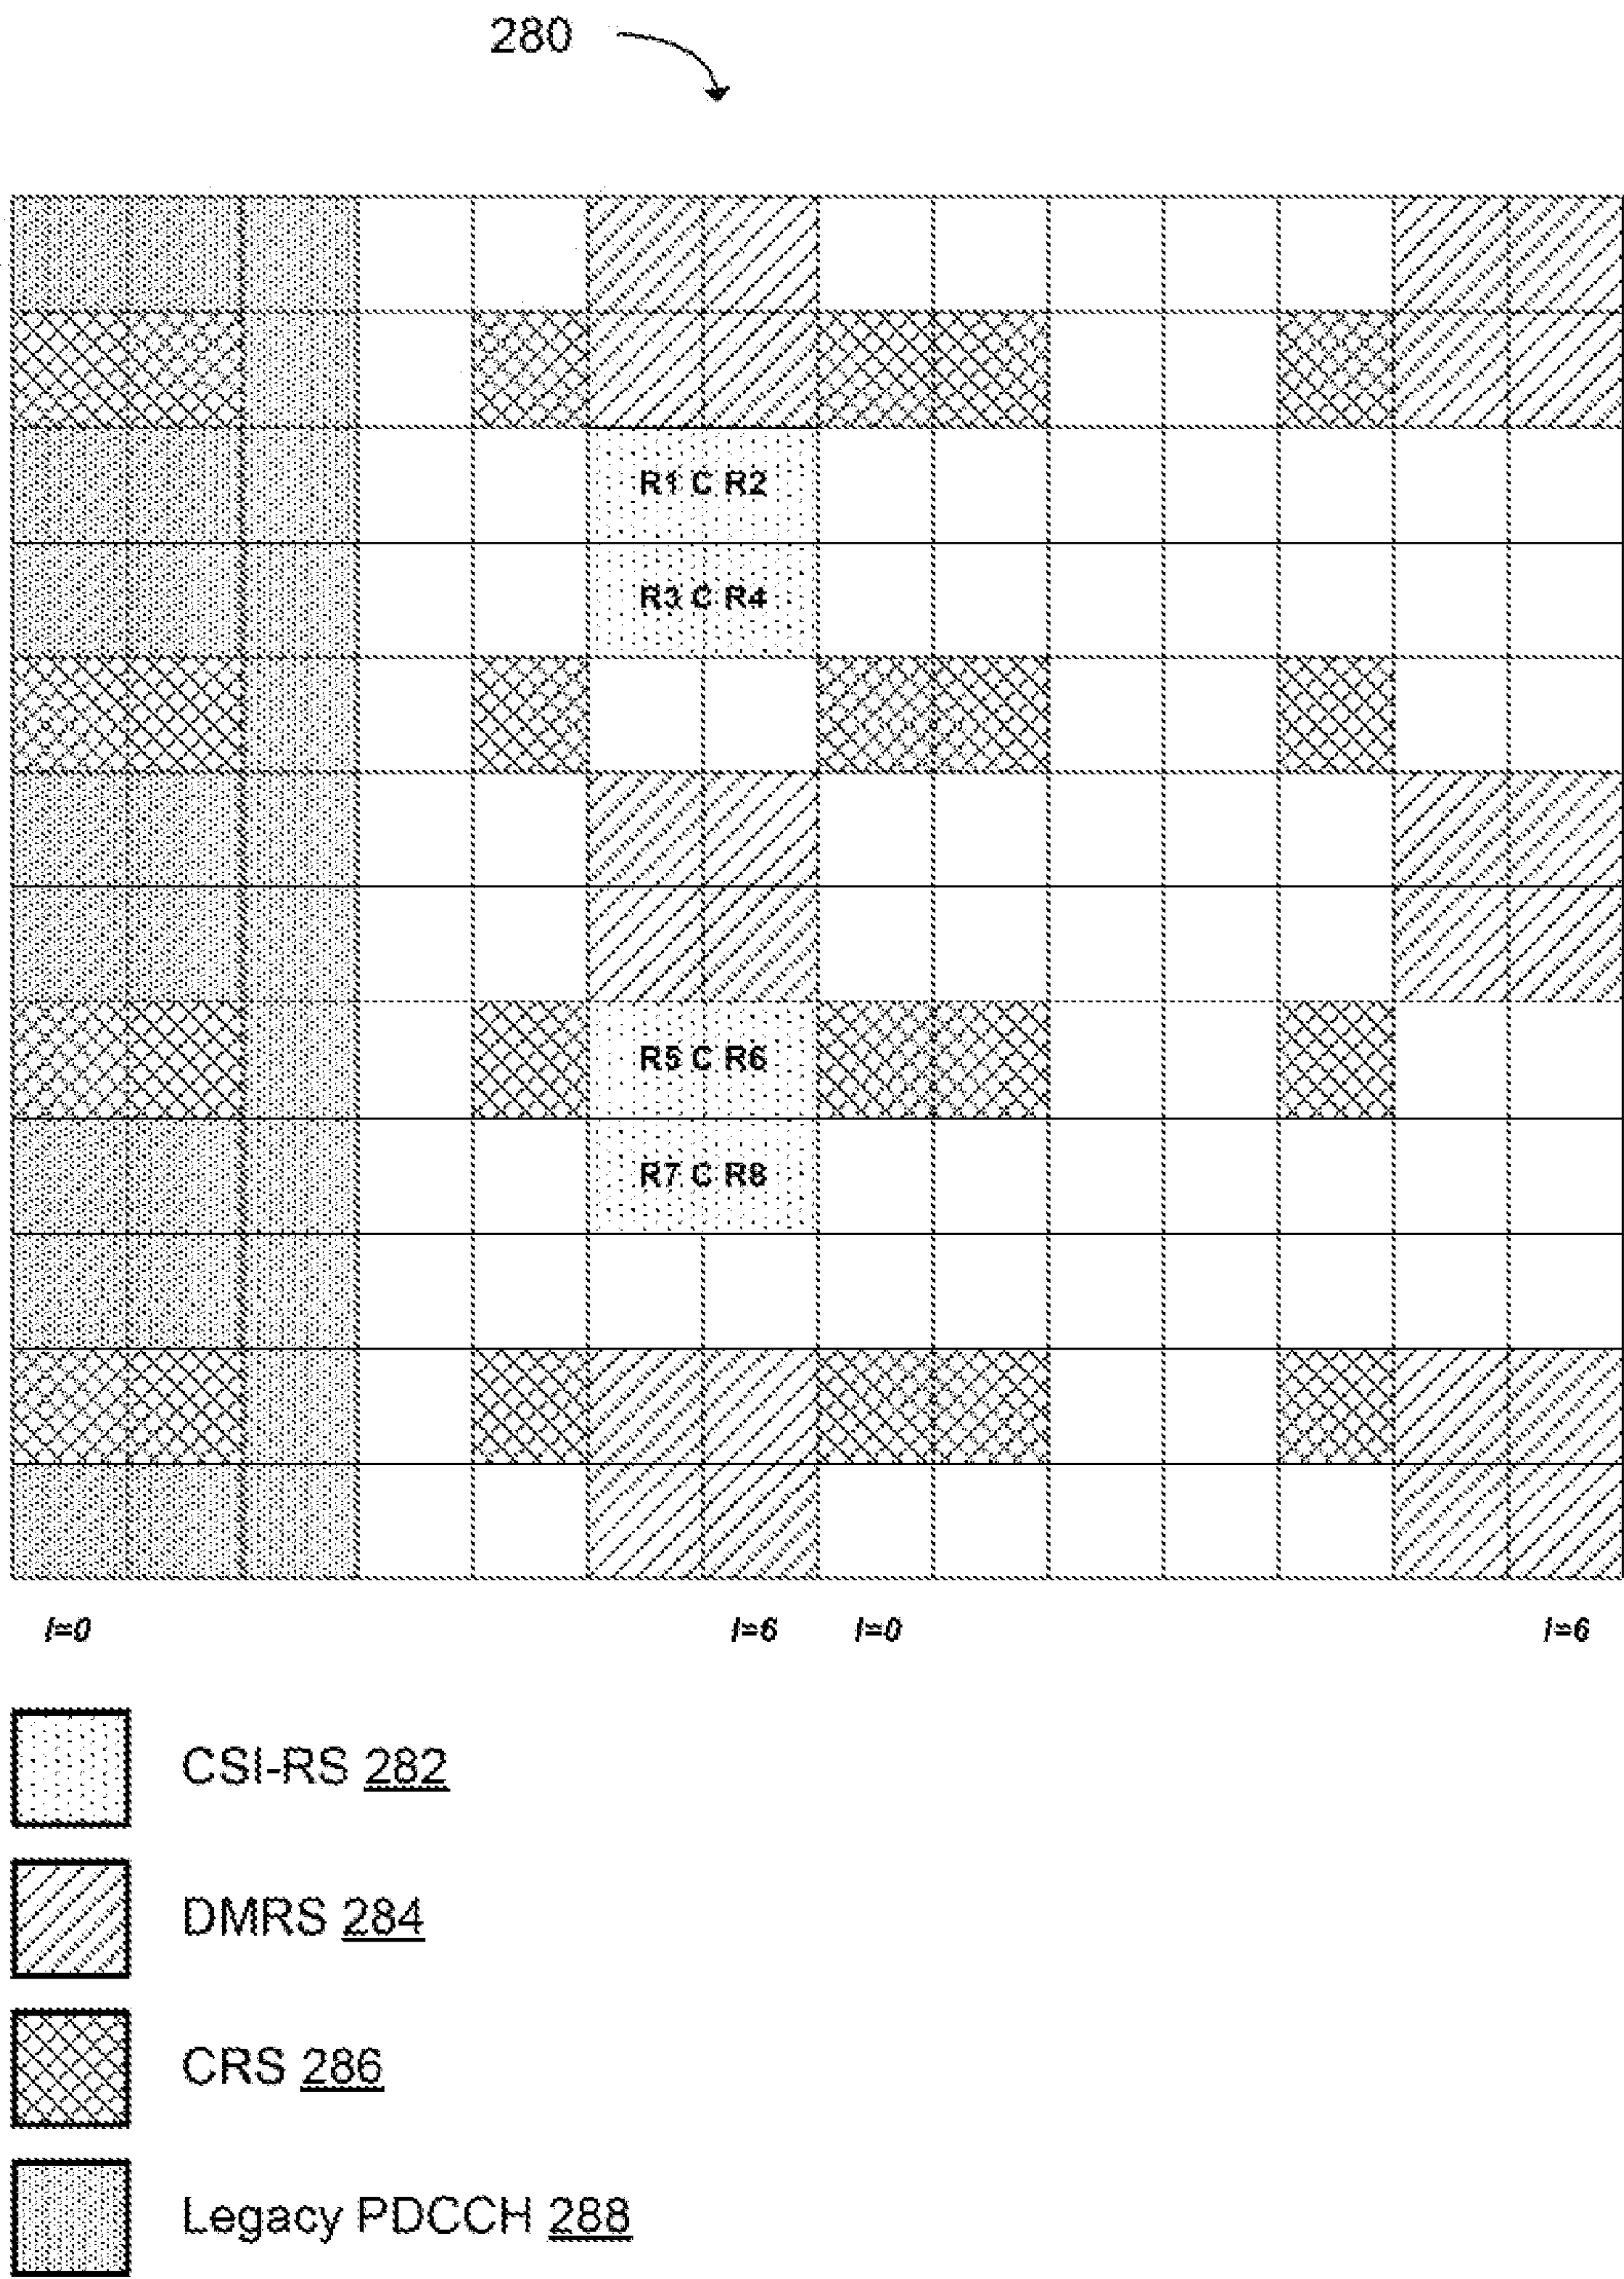 280
R1 C R2
R3 C R4
R5 C R6
R7 C R8
l=0 l=6 l=0 l=6
CSI-RS 282
DMRS 284
CRS 286
Legacy PDCCH 288